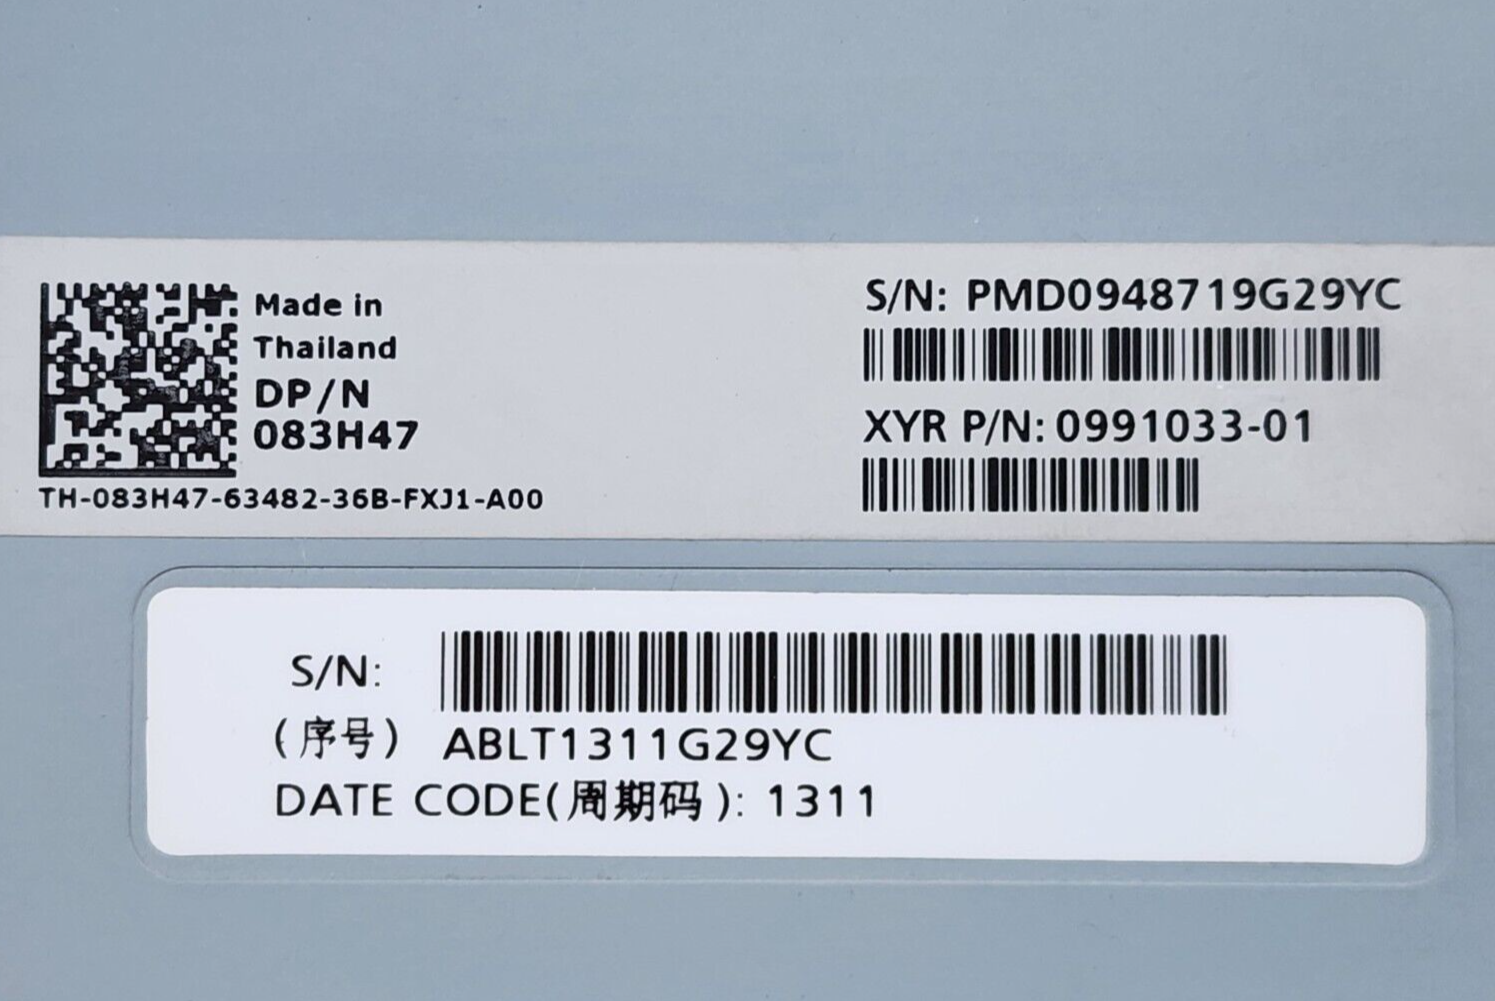 Made in
Thailand
DP/N
083H47
TH-083H47-63482-36B-FXJ1-A00
S/N: PMD0948719G29YC
XYR P/N: 0991033-01
S/N:
(序号) ABLT1311G29YC
DATE CODE(周期码): 1311